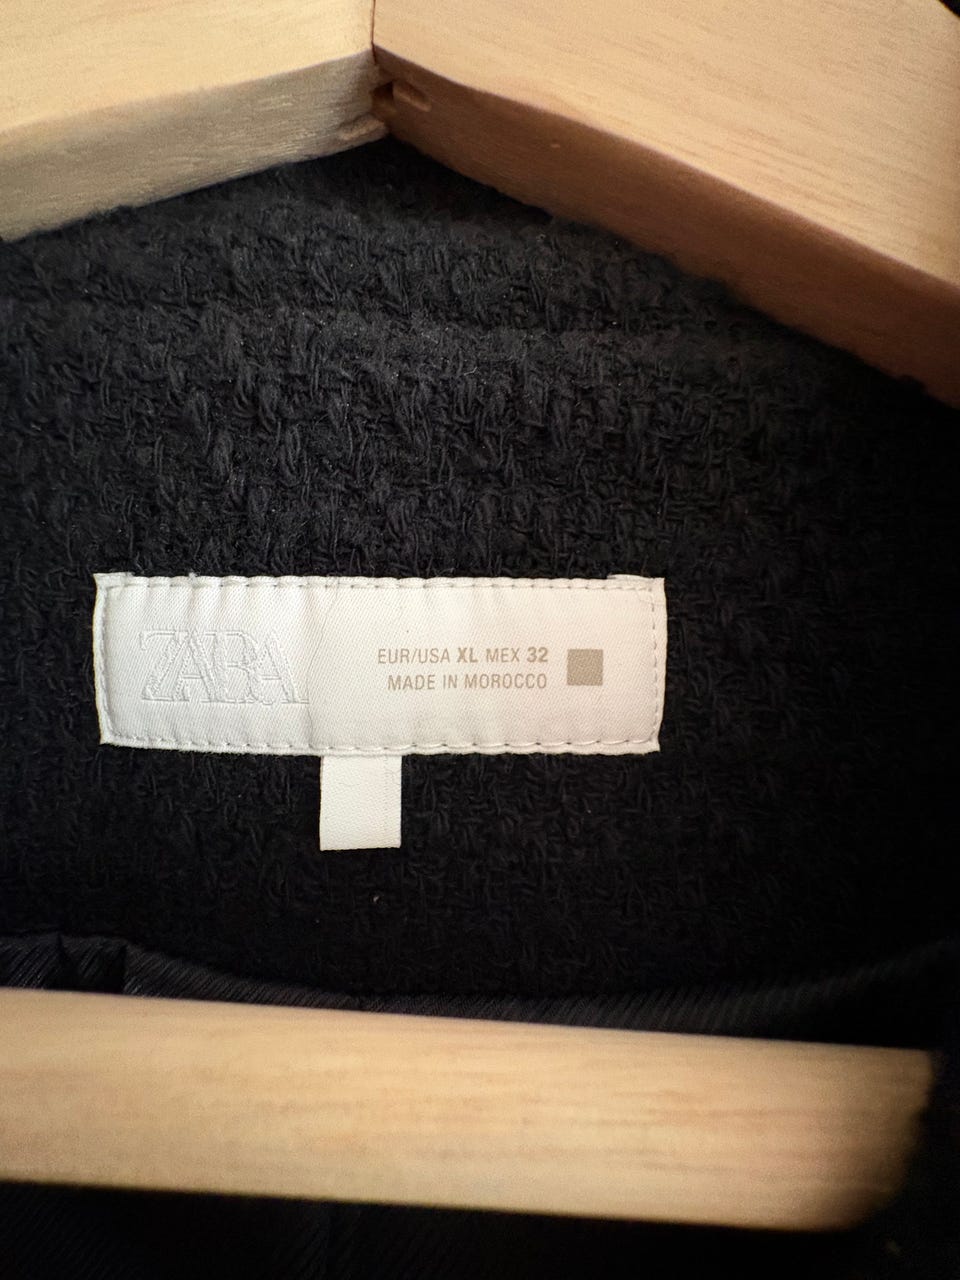 ZARA
EUR/USA XL MEX 32
MADE IN MOROCCO